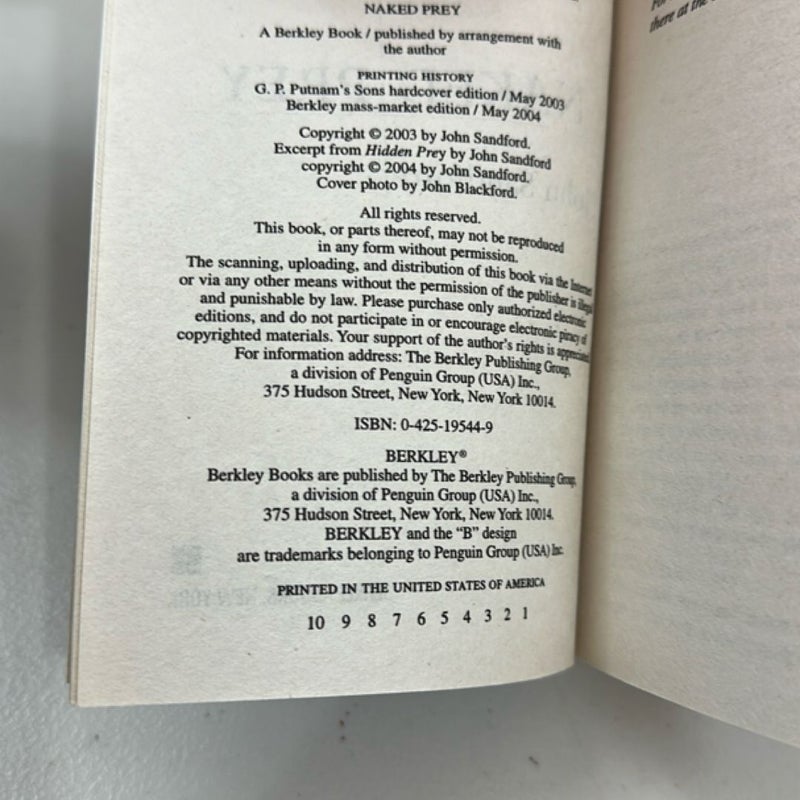 NAKED PREY
A Berkley Book / published by arrangement with
the author
PRINTING HISTORY
G. P. Putnam's Sons hardcover edition / May 2003
Berkley mass-market edition / May 2004
Copyright © 2003 by John Sandford.
Excerpt from Hidden Prey by John Sandford
copyright © 2004 by John Sandford.
Cover photo by John Blackford.
All rights reserved.
This book, or parts thereof, may not be reproduced
in any form without permission.
The scanning, uploading, and distribution of this book via the Internet
or via any other means without the permission of the publisher is illegal
and punishable by law. Please purchase only authorized electronic
editions, and do not participate in or encourage electronic piracy of
copyrighted materials. Your support of the author's rights is appreciated.
For information address: The Berkley Publishing Group,
a division of Penguin Group (USA) Inc.,
375 Hudson Street, New York, New York 10014.
ISBN: 0-425-19544-9
BERKLEY®
Berkley Books are published by The Berkley Publishing Group,
a division of Penguin Group (USA) Inc.,
375 Hudson Street, New York, New York 10014.
BERKLEY and the “B” design
are trademarks belonging to Penguin Group (USA) Inc.
PRINTED IN THE UNITED STATES OF AMERICA
10 9 8 7 6 5 4 3 2 1
there at the